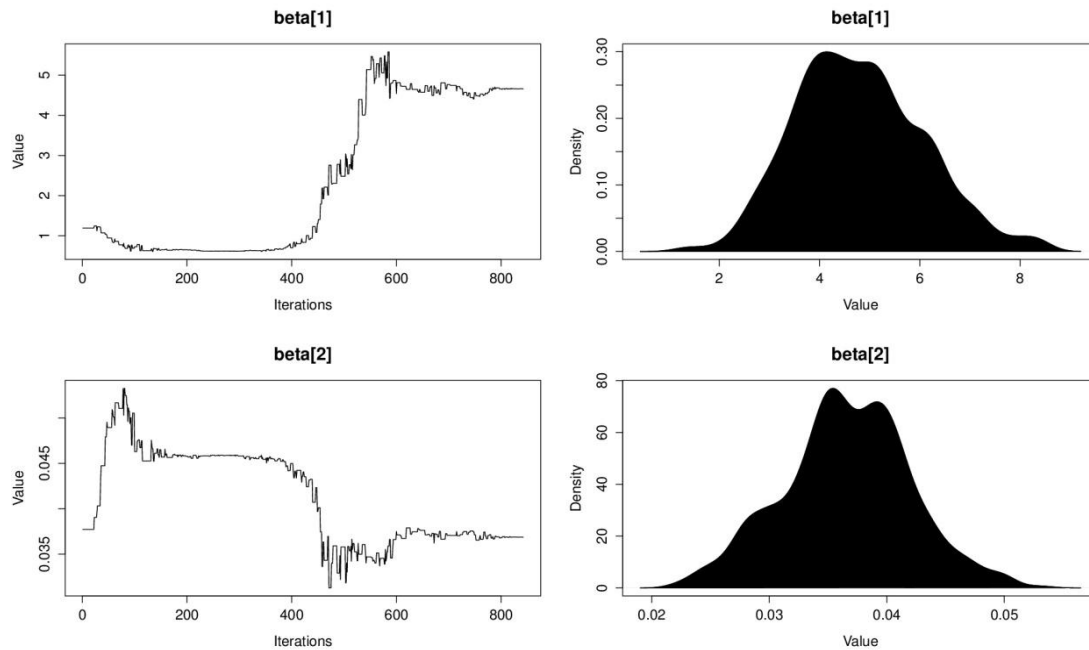 beta[1]
Value
5
4
3
2
1
0 200 400 600 800
Iterations
beta[1]
Density
0.30
0.20
0.10
0.00
2 4 6 8
Value
beta[2]
Value
0.045
0.035
0 200 400 600 800
Iterations
beta[2]
Density
80
60
40
20
0
0.02 0.03 0.04 0.05
Value